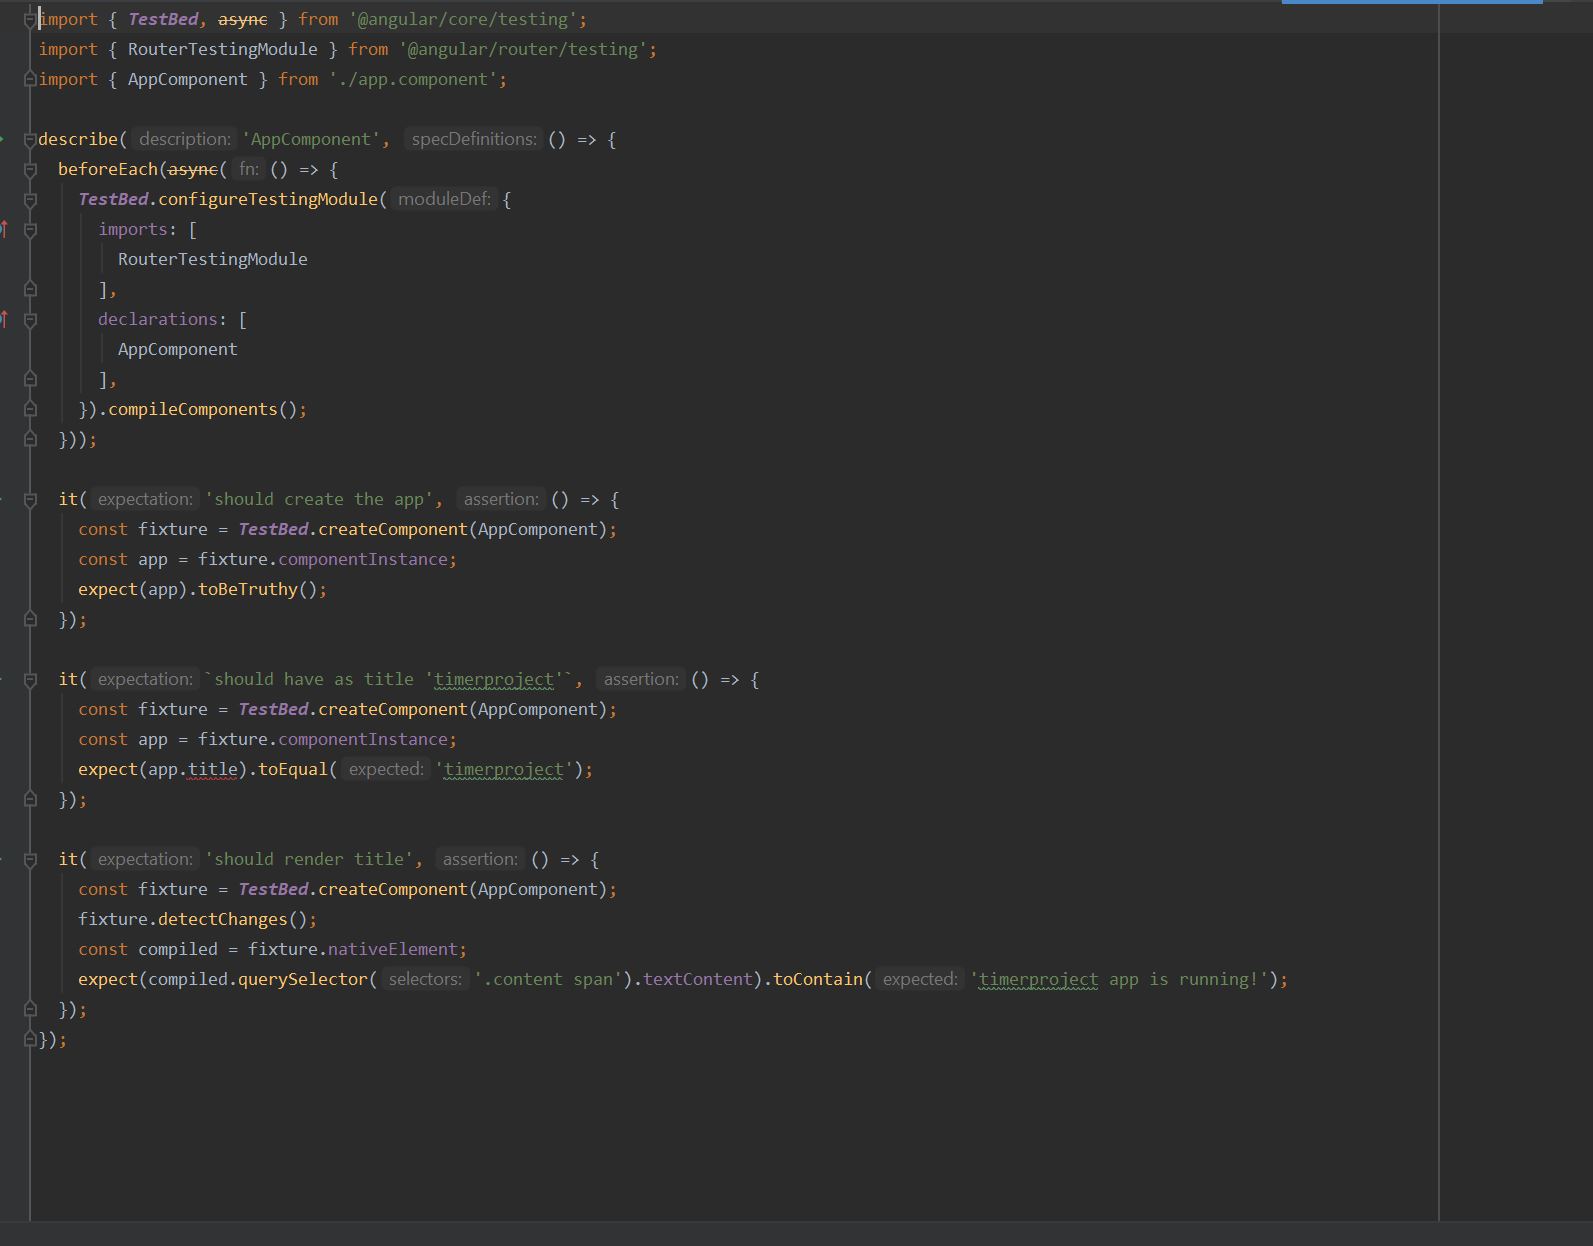 import { TestBed, async } from '@angular/core/testing';
import { RouterTestingModule } from '@angular/router/testing';
import { AppComponent } from './app.component';
describe( description: 'AppComponent', specDefinitions: () => {
beforeEach(async( fn: () => {
TestBed.configureTestingModule( moduleDef: {
imports: [
RouterTestingModule
],
declarations: [
AppComponent
],
}).compileComponents();
}));
it( expectation: 'should create the app', assertion: () => {
const fixture = TestBed.createComponent(AppComponent);
const app = fixture.componentInstance;
expect(app).toBeTruthy();
});
it( expectation: `should have as title 'timerproject'`, assertion: () => {
const fixture = TestBed.createComponent(AppComponent);
const app = fixture.componentInstance;
expect(app.title).toEqual( expected: 'timerproject');
});
it( expectation: 'should render title', assertion: () => {
const fixture = TestBed.createComponent(AppComponent);
fixture.detectChanges();
const compiled = fixture.nativeElement;
expect(compiled.querySelector( selectors: '.content span').textContent).toContain( expected: 'timerproject app is running!');
});
});